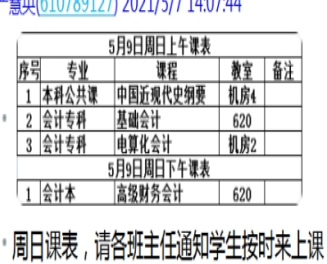 慧英(610789127) 2021/5/7 14:07:44
5月9日周日上午课表
序号 专业 课程 教室 备注
1 本科公共课 中国近现代史纲要 机房4
2 会计专科 基础会计 620
3 会计专科 电算化会计 机房2
5月9日周日下午课表
1 会计本 高级财务会计 620
周日课表，请各班主任通知学生按时来上课